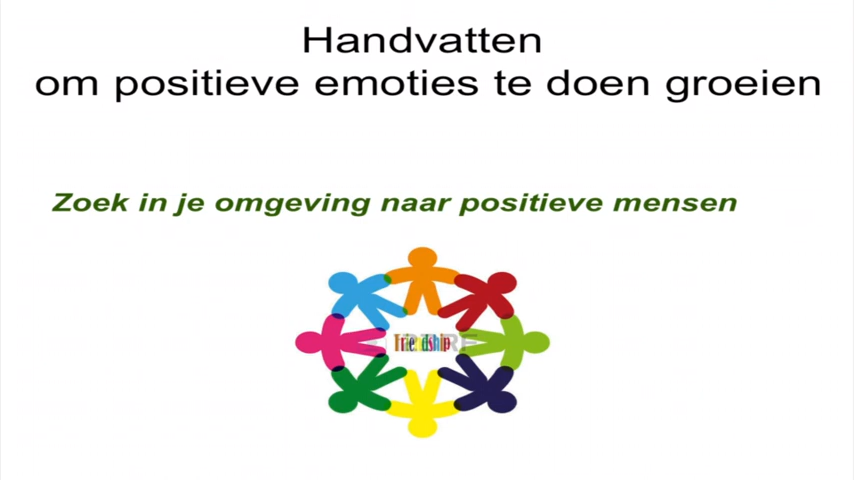 Handvatten
om positieve emoties te doen groeien
Zoek in je omgeving naar positieve mensen
Friendship